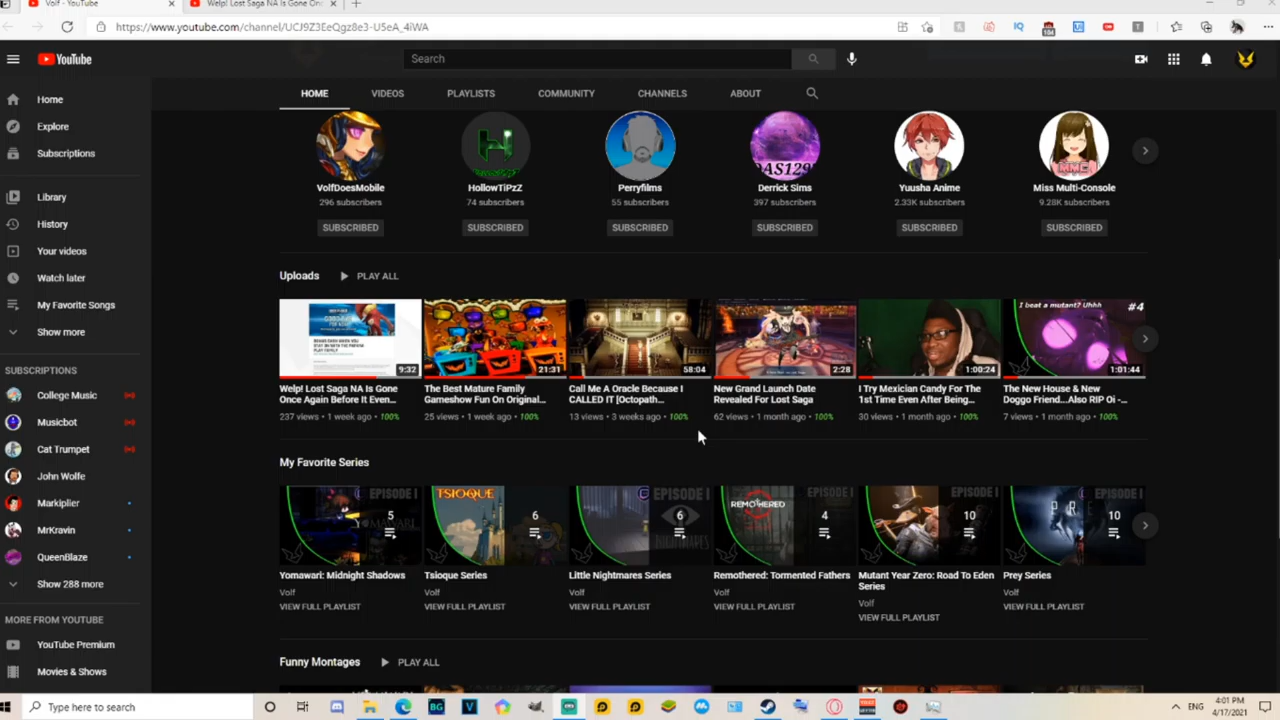 Volf - YouTube
Welp! Lost Saga NA Is Gone On
https://www.youtube.com/channel/UCJ9Z3EeQgz8e3-U5eA_4iWA
104
YouTube
Search
HOME VIDEOS PLAYLISTS COMMUNITY CHANNELS ABOUT
Home
Explore
Subscriptions
Library
History
Your videos
Watch later
My Favorite Songs
Show more
SUBSCRIPTIONS
College Music
Musicbot
Cat Trumpet
John Wolfe
Markiplier
MrKravin
QueenBlaze
Show 288 more
MORE FROM YOUTUBE
YouTube Premium
Movies & Shows
DAS129
MMC
VolfDoesMobile HollowTiPzZ Perryfilms Derrick Sims Yuusha Anime Miss Multi-Console
296 subscribers 74 subscribers 55 subscribers 397 subscribers 2.33K subscribers 9.28K subscribers
SUBSCRIBED SUBSCRIBED SUBSCRIBED SUBSCRIBED SUBSCRIBED SUBSCRIBED
Uploads PLAY ALL
I beat a mutant? Uhhh #4
9:32 21:31 58:04 2:28 1:00:24 1:01:44
Welp! Lost Saga NA Is Gone
Once Again Before It Even...
237 views • 1 week ago • 100%
The Best Mature Family
Gameshow Fun On Original...
25 views • 1 week ago • 100%
Call Me A Oracle Because I
CALLED IT [Octopath...
13 views • 3 weeks ago • 100%
New Grand Launch Date
Revealed For Lost Saga
62 views • 1 month ago • 100%
I Try Mexician Candy For The
1st Time Even After Being...
30 views • 1 month ago • 100%
The New House & New
Doggo Friend...Also RIP Oi -...
7 views • 1 month ago • 100%
My Favorite Series
EPISODE I
YOMAWARI
5
Yomawari: Midnight Shadows
Volf
VIEW FULL PLAYLIST
TSIOQUE
6
Tsioque Series
Volf
VIEW FULL PLAYLIST
EPISODE I
6
Little Nightmares Series
Volf
VIEW FULL PLAYLIST
REMOTHERED
EPISODE I
4
Remothered: Tormented Fathers
Volf
VIEW FULL PLAYLIST
EPISODE I
10
Mutant Year Zero: Road To Eden
Series
Volf
VIEW FULL PLAYLIST
EPISODE I
PREY
10
Prey Series
Volf
VIEW FULL PLAYLIST
Funny Montages PLAY ALL
Type here to search
BG
V
ENG
4:01 PM
4/17/2021